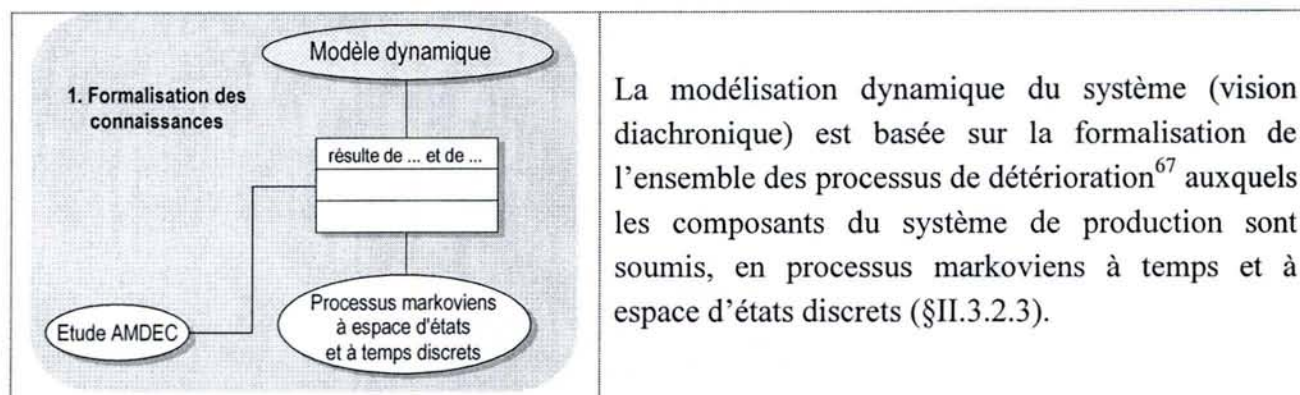 Modèle dynamique
1. Formalisation des
connaissances
résulte de ... et de ...
Etude AMDEC
Processus markoviens
à espace d'états
et à temps discrets
La modélisation dynamique du système (vision
diachronique) est basée sur la formalisation de
l'ensemble des processus de détérioration67 auxquels
les composants du système de production sont
soumis, en processus markoviens à temps et à
espace d'états discrets (§II.3.2.3).